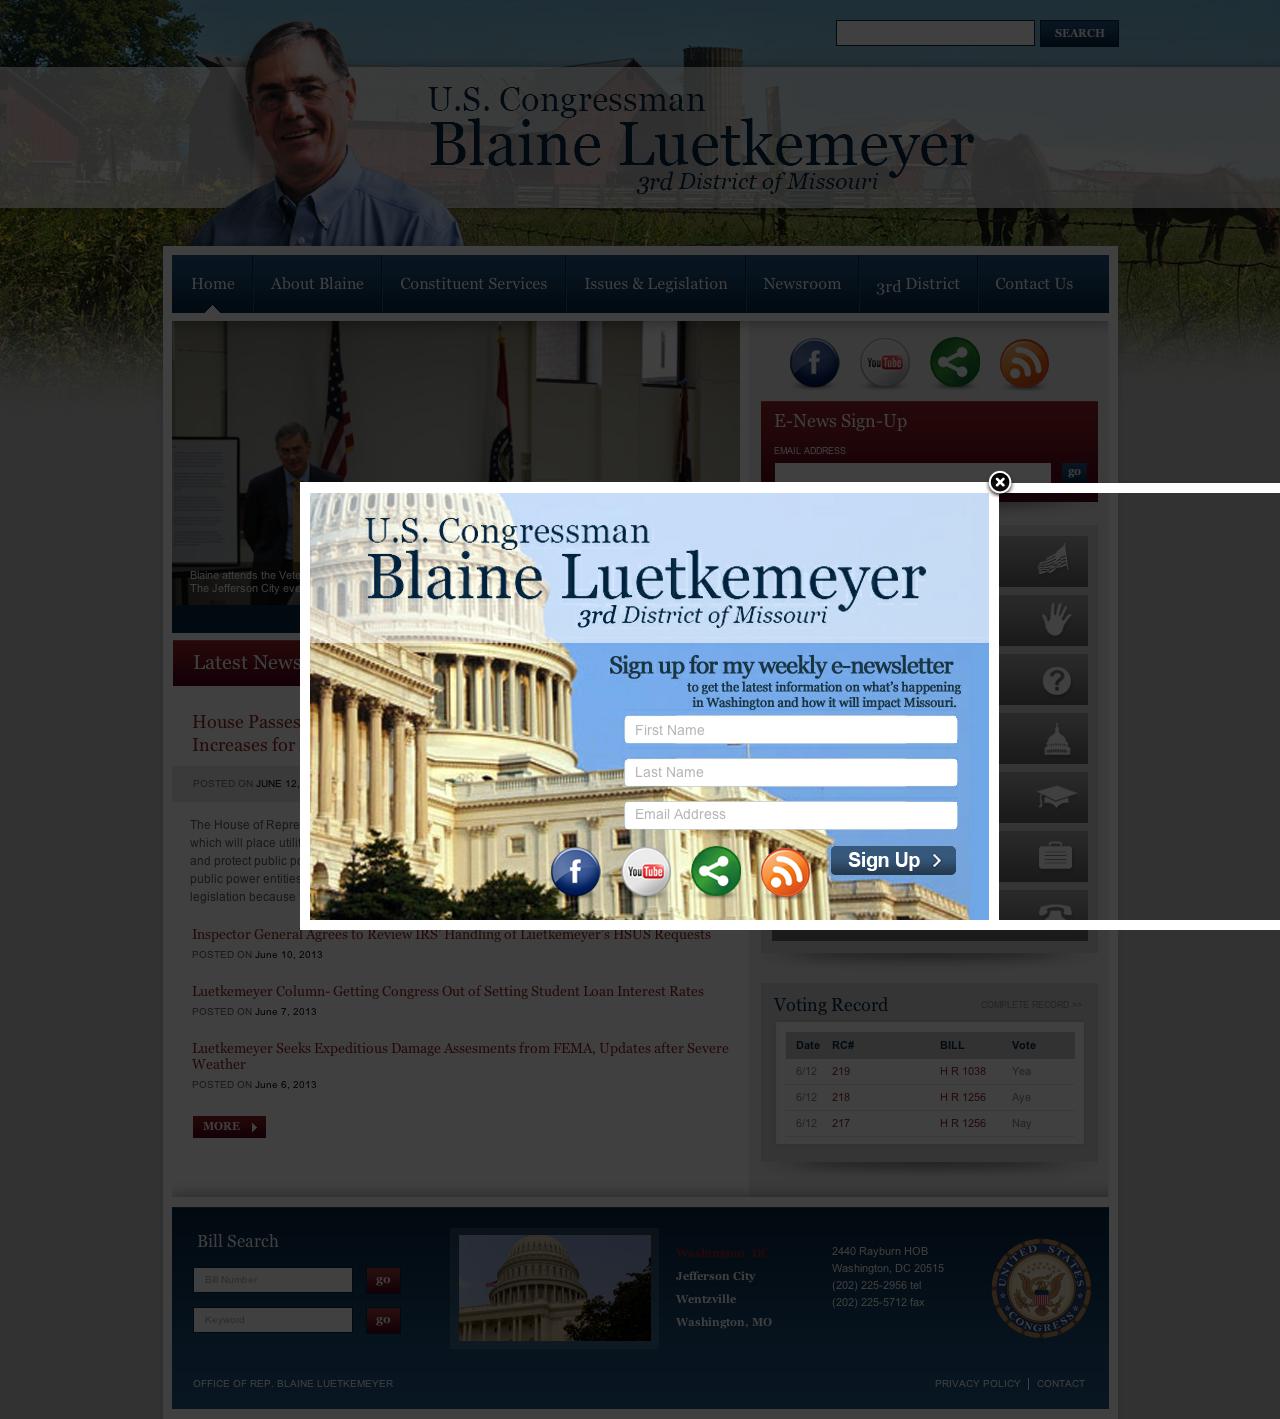 SEARCH
U.S. Congressman
Blaine Luetkemeyer
3rd District of Missouri
Home
About Blaine
Constituent Services
Issues & Legislation
Newsroom
3rd District
Contact Us
f
You Tube
E-News Sign-Up
EMAIL ADDRESS
go
U.S. Congressman
Blaine Luetkemeyer
3rd District of Missouri
Sign up for my weekly e-newsletter
to get the latest information on what's happening
in Washington and how it will impact Missouri.
First Name
Last Name
Email Address
f
You Tube
Sign Up
Blaine attends the Vete
The Jefferson City eve
Latest News
House Passes
Increases for
POSTED ON JUNE 12,
The House of Repre
which will place utili
and protect public po
public power entities
legislation because
Inspector General Agrees to Review IRS' Handling of Luetkemeyer's HSUS Requests
POSTED ON June 10, 2013
Luetkemeyer Column- Getting Congress Out of Setting Student Loan Interest Rates
POSTED ON June 7, 2013
Luetkemeyer Seeks Expeditious Damage Assesments from FEMA, Updates after Severe
Weather
POSTED ON June 6, 2013
MORE
Voting Record
COMPLETE RECORD >>
Date RC# BILL Vote
6/12 219 H R 1038 Yea
6/12 218 H R 1256 Aye
6/12 217 H R 1256 Nay
Bill Search
Bill Number
go
Keyword
go
Washington, DC
Jefferson City
Wentzville
Washington, MO
2440 Rayburn HOB
Washington, DC 20515
(202) 225-2956 tel
(202) 225-5712 fax
UNITED STATES
CONGRESS
OFFICE OF REP. BLAINE LUETKEMEYER
PRIVACY POLICY | CONTACT